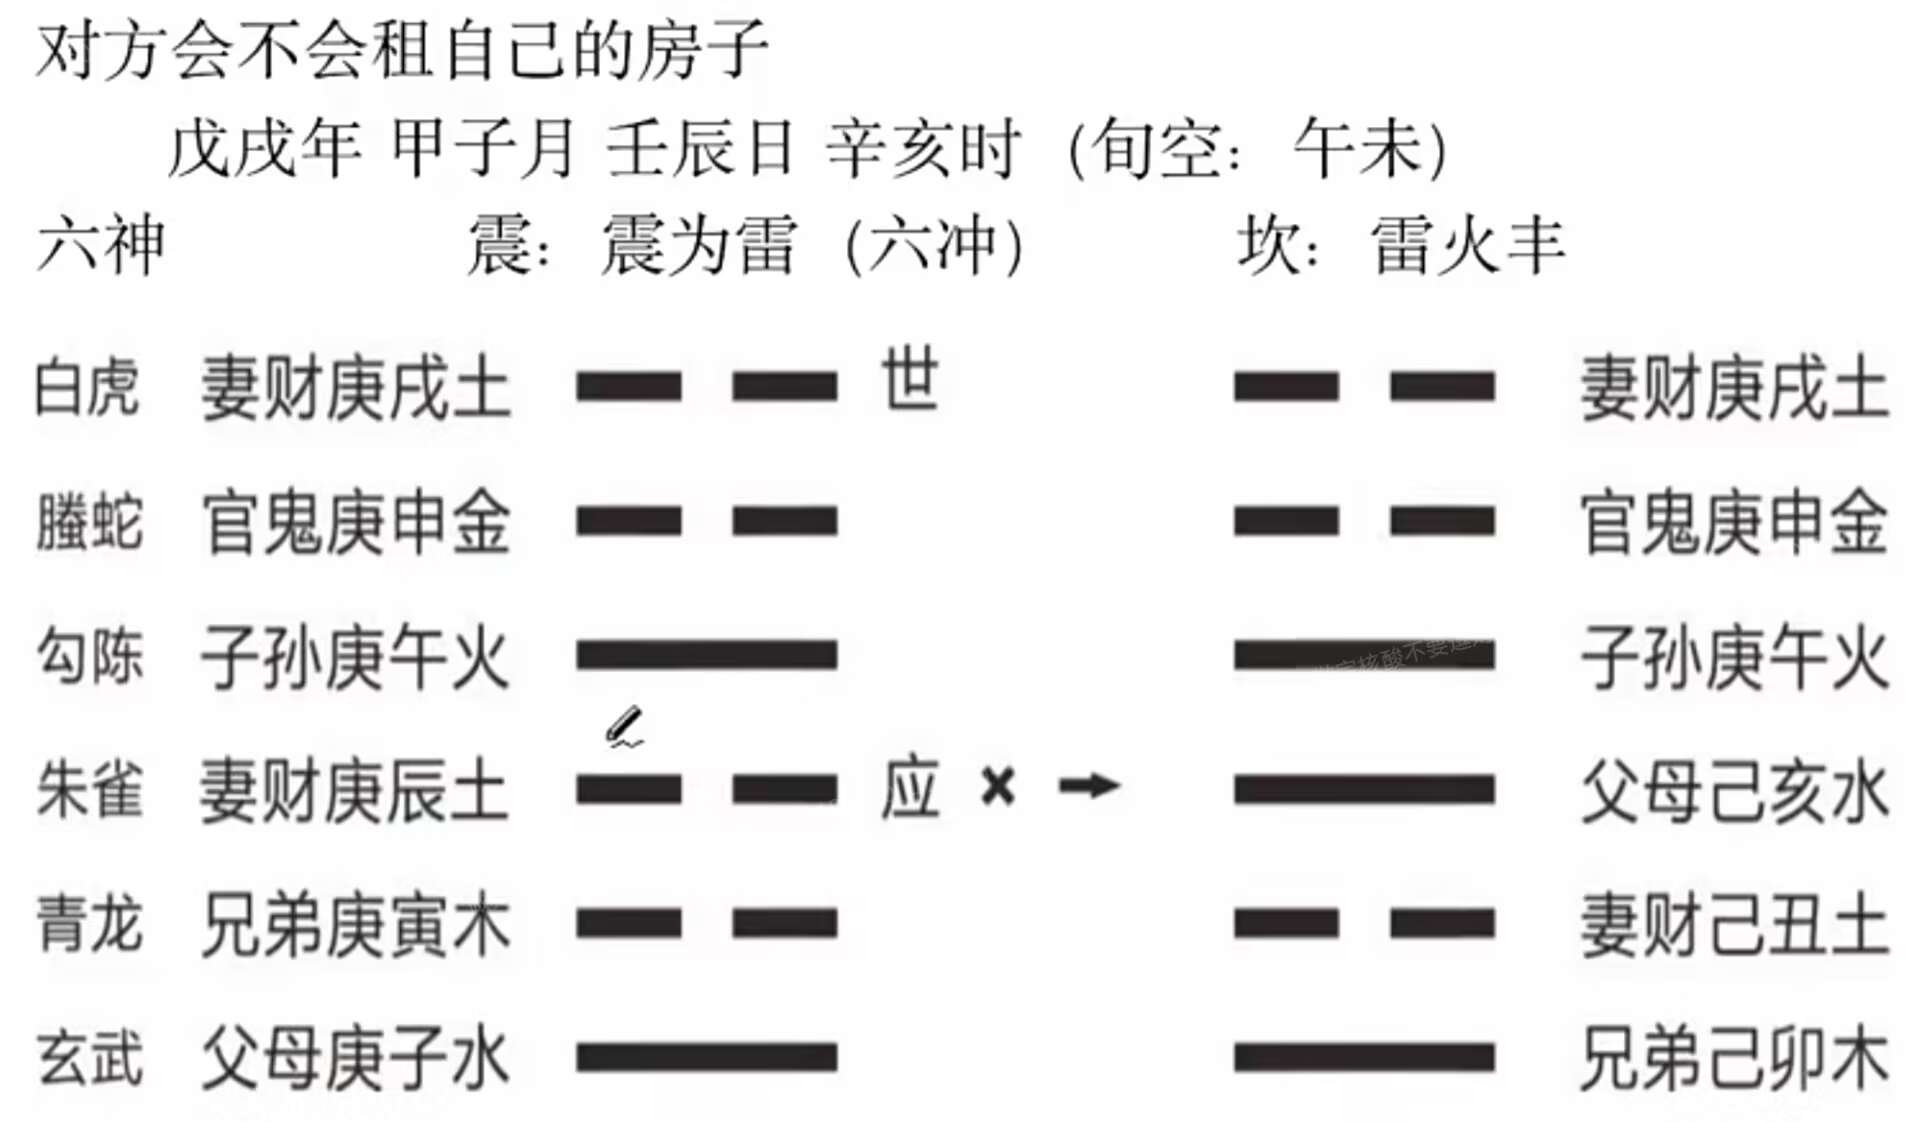 对方会不会租自己的房子
戊戌年 甲子月 壬辰日 辛亥时（旬空： 午未）
六神 震： 震为雷 （六冲） 坎： 雷火丰
白虎 妻财庚戌土 世 妻财庚戌土
螣蛇 官鬼庚申金 官鬼庚申金
勾陈 子孙庚午火 子孙庚午火
朱雀 妻财庚辰土 应 × → 父母己亥水
青龙 兄弟庚寅木 妻财己丑土
玄武 父母庚子水 兄弟己卯木